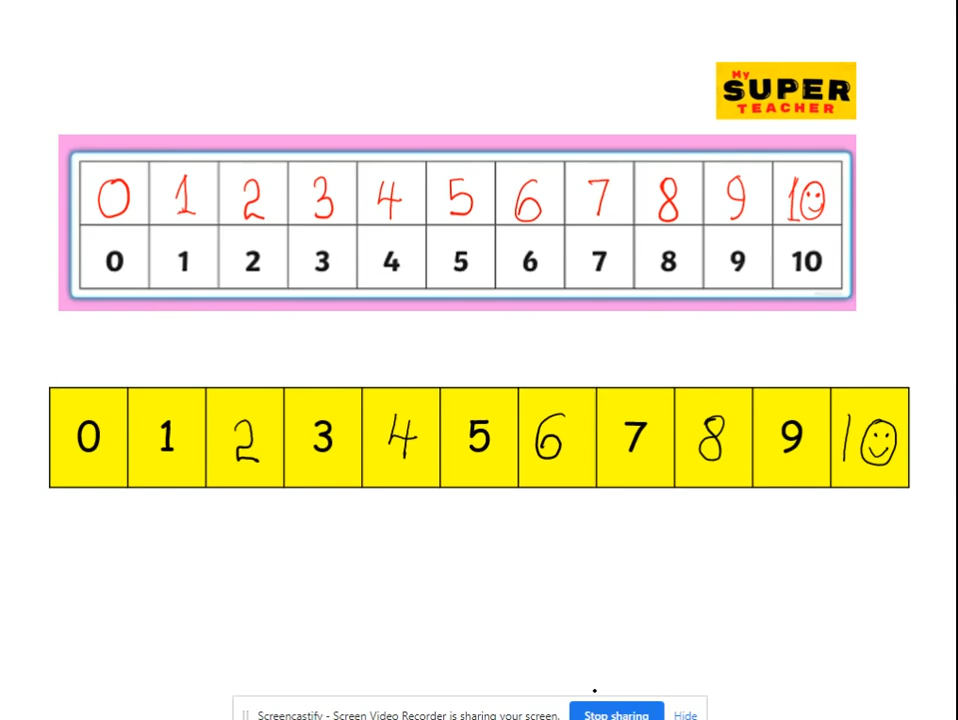 My
SUPER
TEACHER
0 1 2 3 4 5 6 7 8 9 10
0 1 2 3 4 5 6 7 8 9 10
0 1 2 3 4 5 6 7 8 9 10
Screencastify - Screen Video Recorder is sharing your screen. Stop sharing Hide